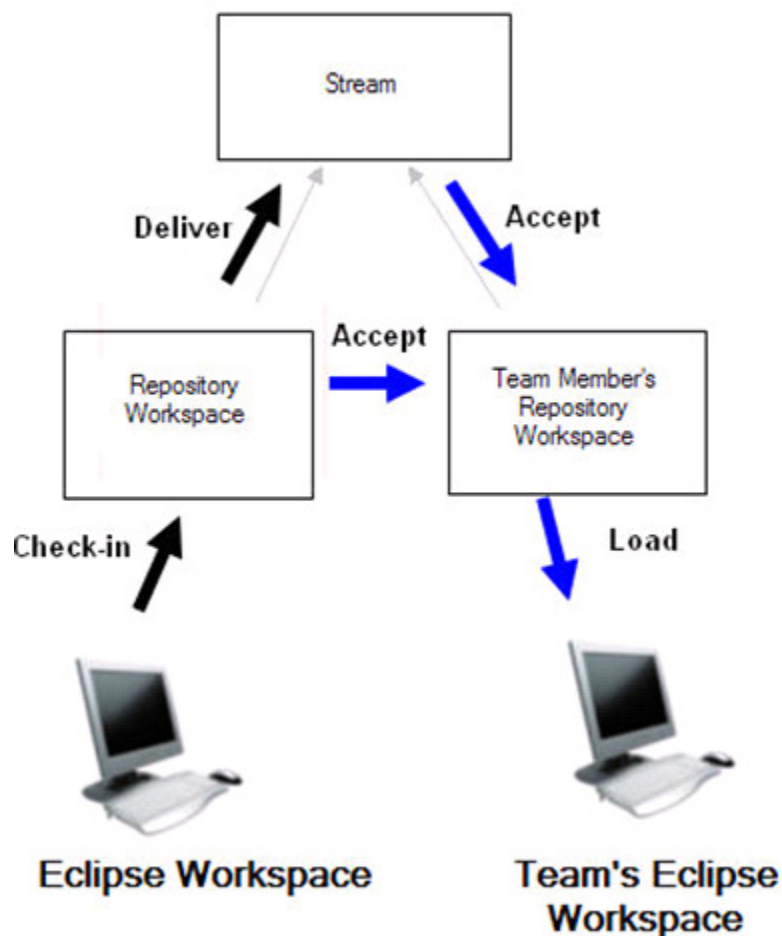 Stream
Deliver
Accept
Accept
Repository
Workspace
Team Member's
Repository
Workspace
Check-in
Load
Eclipse Workspace
Team's Eclipse
Workspace